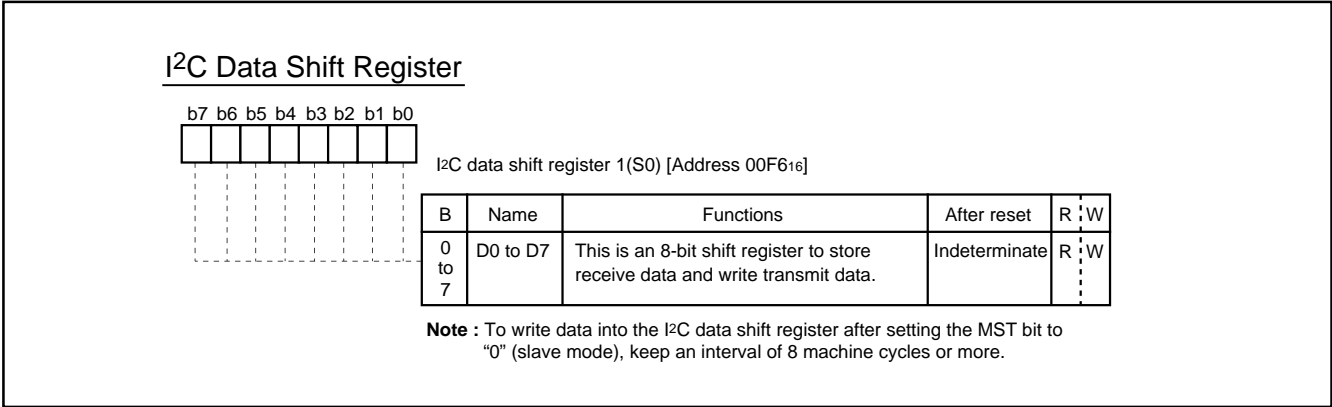 I2C Data Shift Register
b7 b6 b5 b4 b3 b2 b1 b0
I2C data shift register 1(S0) [Address 00F616]
B Name Functions After reset R W
0 to 7 D0 to D7 This is an 8-bit shift register to store Indeterminate R W
receive data and write transmit data.
Note : To write data into the I2C data shift register after setting the MST bit to
“0” (slave mode), keep an interval of 8 machine cycles or more.